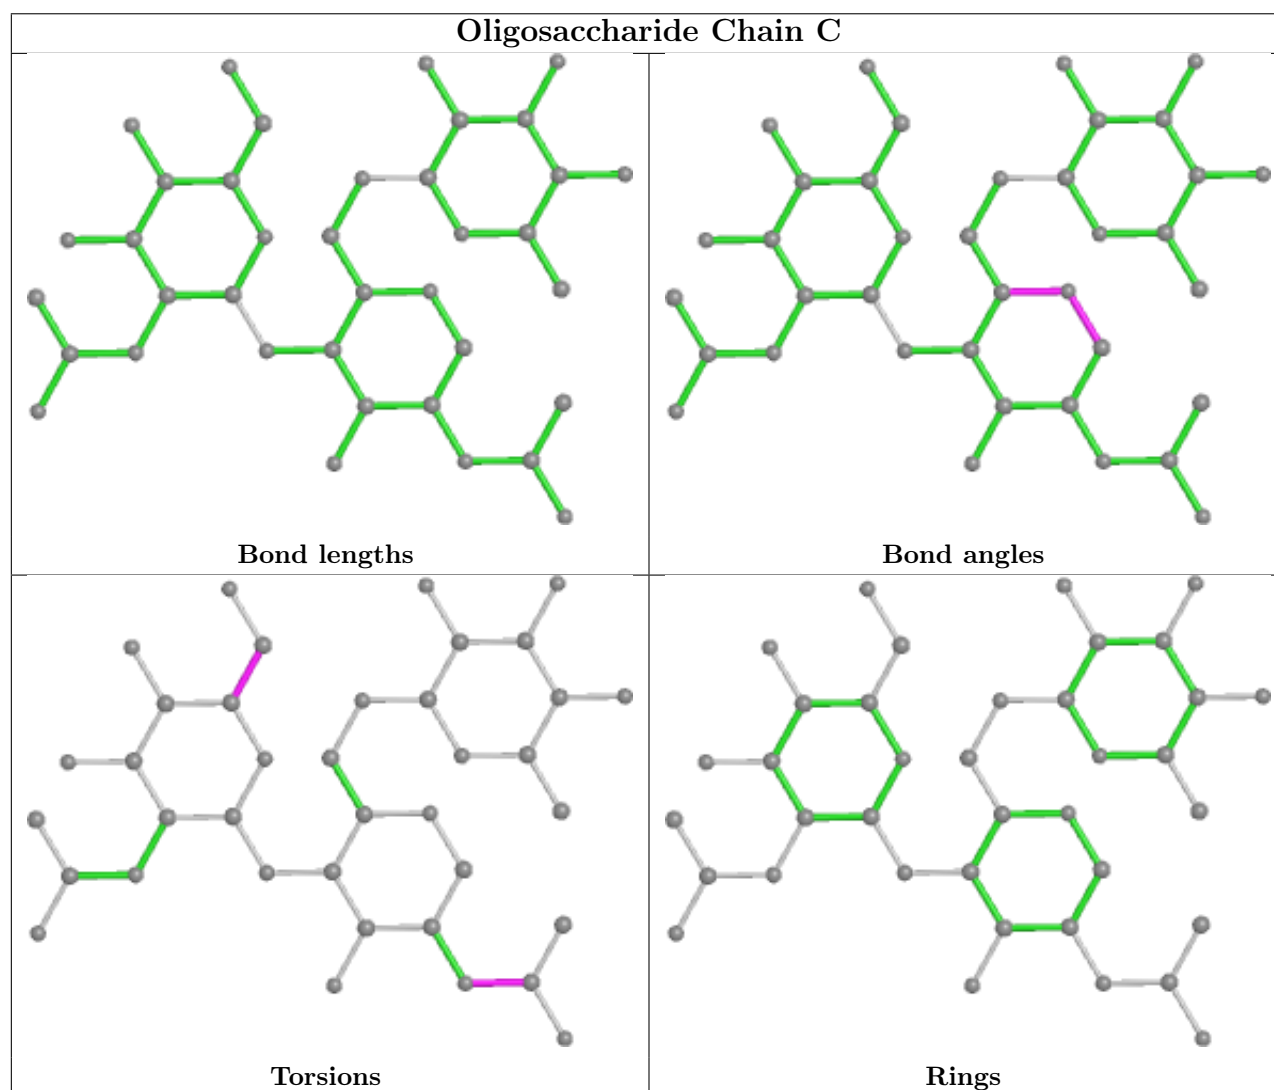 Oligosaccharide Chain C
Bond lengths
Bond angles
Torsions
Rings